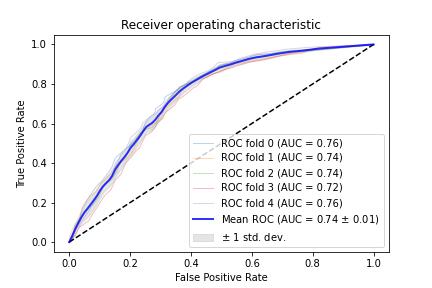 Receiver operating characteristic
True Positive Rate
1.0
0.8
0.6
0.4
0.2
0.0
ROC fold 0 (AUC = 0.76)
ROC fold 1 (AUC = 0.74)
ROC fold 2 (AUC = 0.74)
ROC fold 3 (AUC = 0.72)
ROC fold 4 (AUC = 0.76)
Mean ROC (AUC = 0.74 ± 0.01)
± 1 std. dev.
0.0 0.2 0.4 0.6 0.8 1.0
False Positive Rate